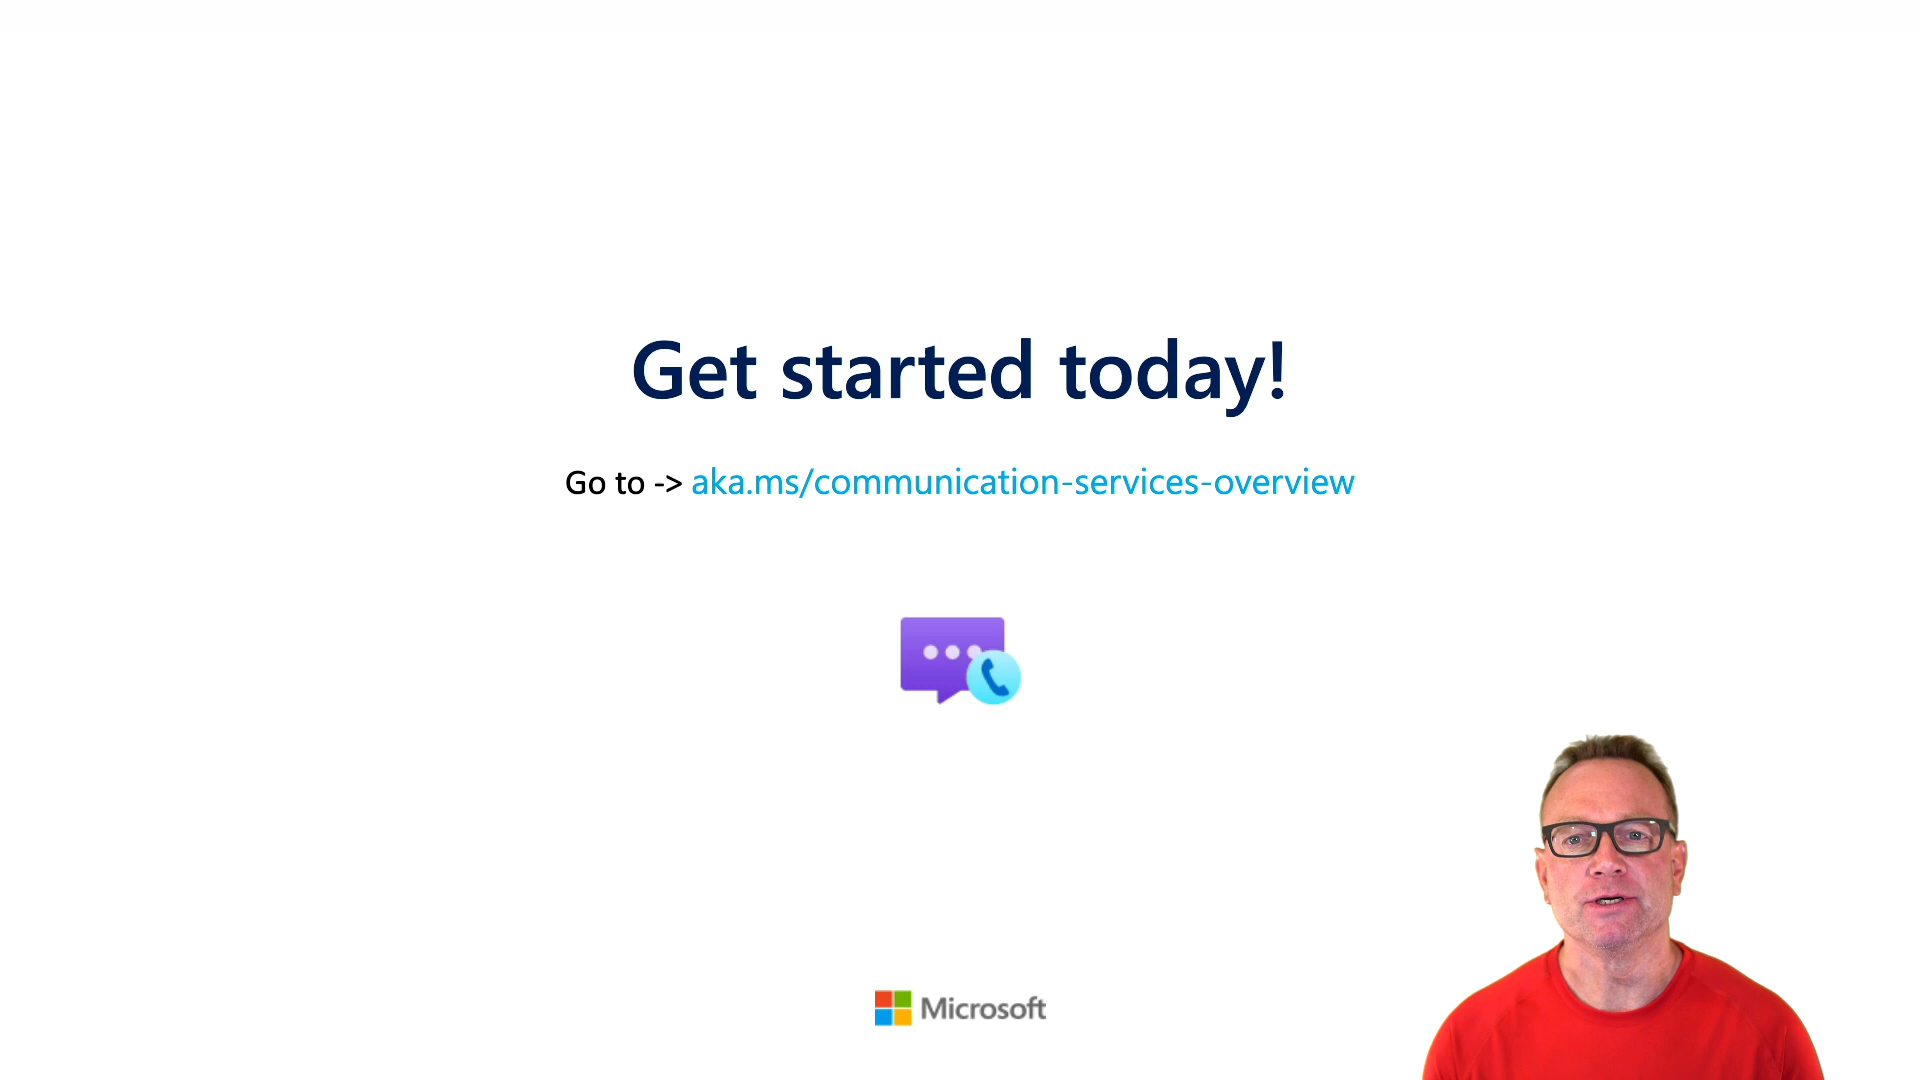 Get started today!
Go to -> aka.ms/communication-services-overview
Microsoft